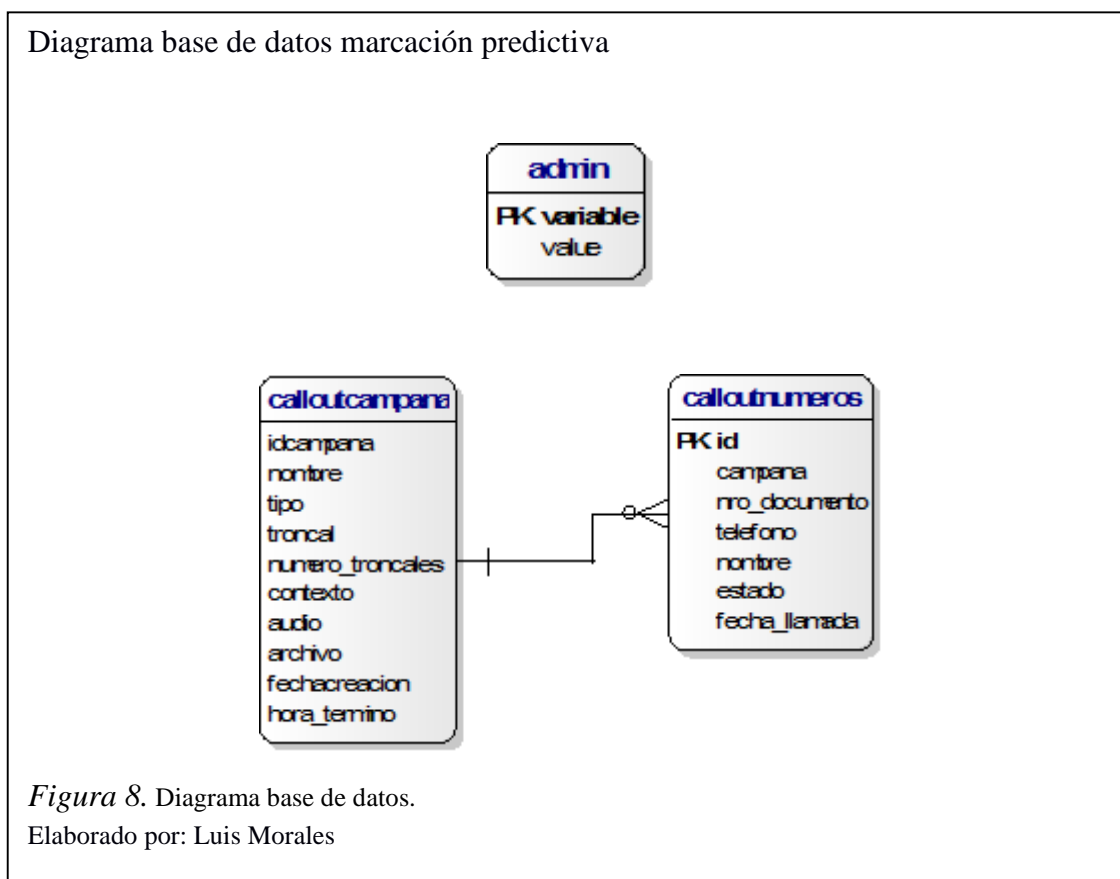 Diagrama base de datos marcación predictiva
admin
PK variable
value
calloutcampana
idcampana
nombre
tipo
troncal
numero_troncales
contexto
audio
archivo
fechacreacion
hora_termino
calloutnumeros
PK id
campana
nro_documento
telefono
nombre
estado
fecha_llamada
Figura 8. Diagrama base de datos.
Elaborado por: Luis Morales